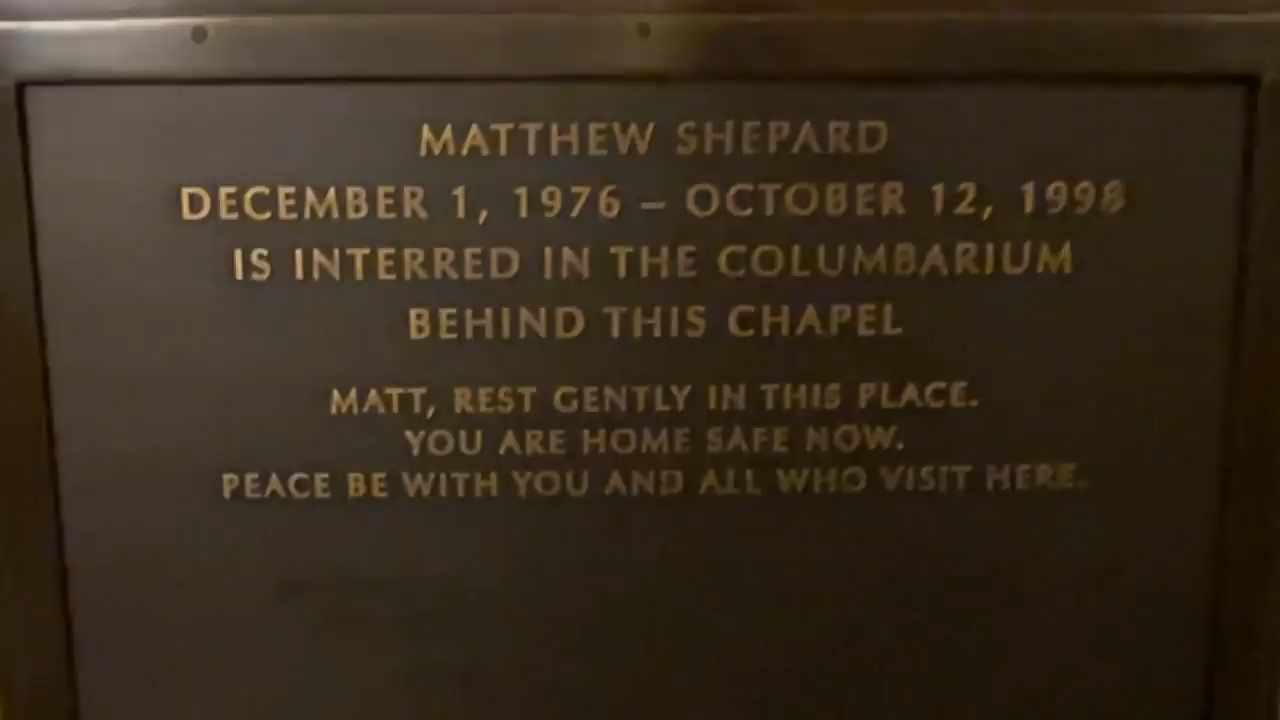 MATTHEW SHEPARD
DECEMBER 1, 1976 – OCTOBER 12, 1998
IS INTERRED IN THE COLUMBARIUM
BEHIND THIS CHAPEL
MATT, REST GENTLY IN THIS PLACE.
YOU ARE HOME SAFE NOW.
PEACE BE WITH YOU AND ALL WHO VISIT HERE.